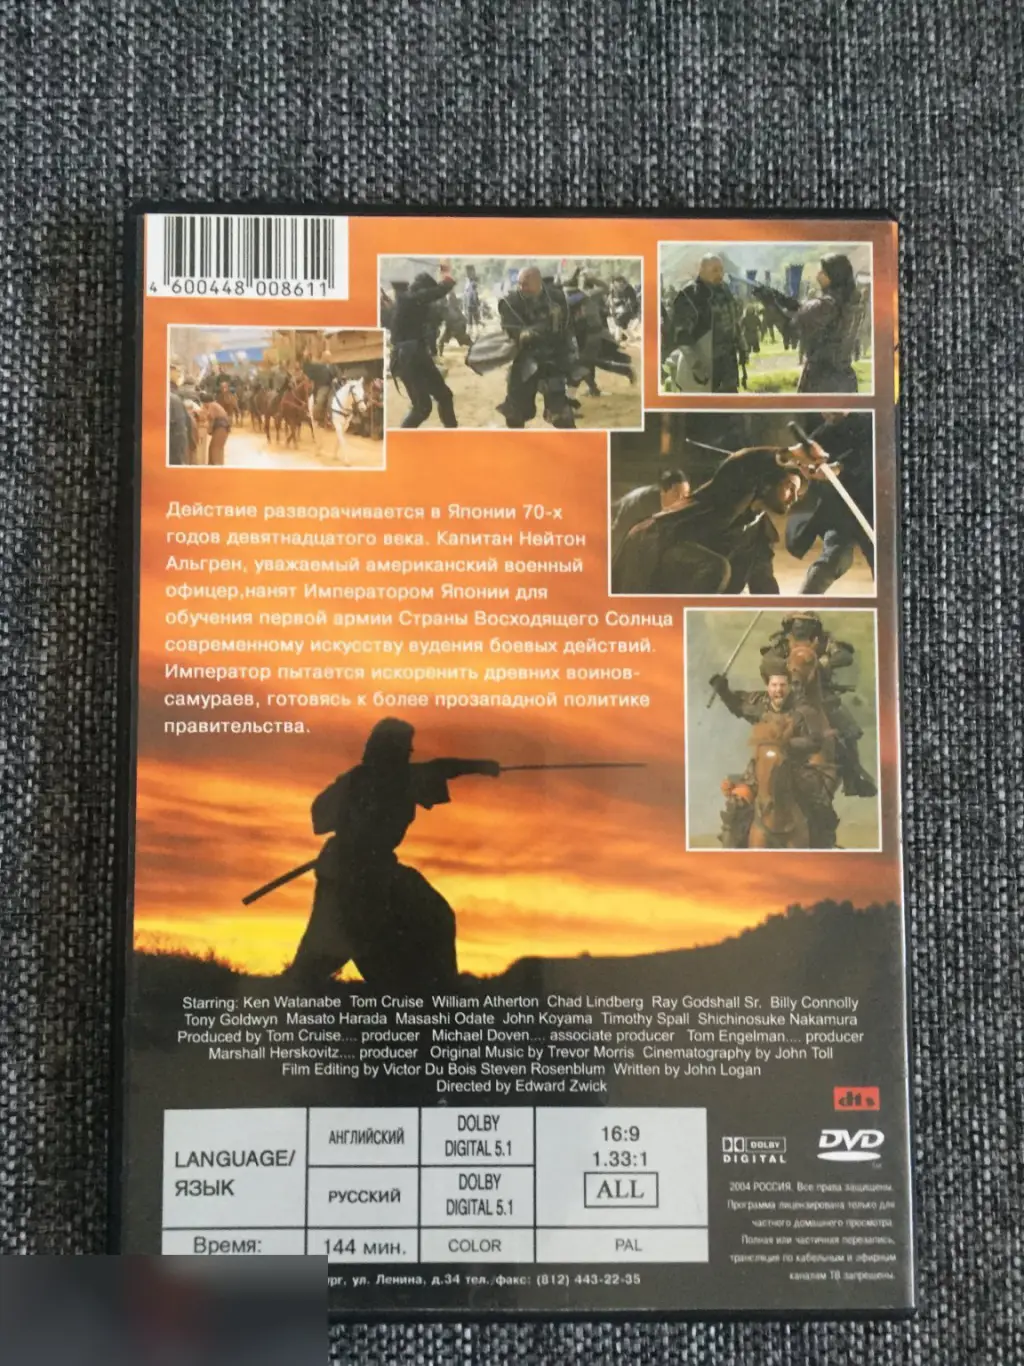 4 600448 008611
Действие разворачивается в Японии 70-х
годов девятнадцатого века. Капитан Нейтон
Альгрен, уважаемый американский военный
офицер,нанят Императором Японии для
обучения первой армии Страны Восходящего Солнца
современному искусству вудения боевых действий.
Император пытается искоренить древних воинов-
самураев, готовясь к более прозападной политике
правительства.
Starring: Ken Watanabe Tom Cruise William Atherton Chad Lindberg Ray Godshall Sr. Billy Connolly
Tony Goldwyn Masato Harada Masashi Odate John Koyama Timothy Spall Shichinosuke Nakamura
Produced by Tom Cruise.... producer Michael Doven.... associate producer Tom Engelman.... producer
Marshall Herskovitz.... producer Original Music by Trevor Morris Cinematography by John Toll
Film Editing by Victor Du Bois Steven Rosenblum Written by John Logan
Directed by Edward Zwick
dts
LANGUAGE/
ЯЗЫК
АНГЛИЙСКИЙ
DOLBY
DIGITAL 5.1
РУССКИЙ
DOLBY
DIGITAL 5.1
16:9
1.33:1
ALL
Время:
144 мин.
COLOR
PAL
DOLBY
DIGITAL
DVD
2004 РОССИЯ. Все права защищены.
Программа лицензирована только для
частного домашнего просмотра.
Полная или частичная перезапись,
трансляция по кабельным и эфирным
каналам ТВ запрещены.
ург, ул. Ленина, д.34 тел./факс: (812) 443-22-35